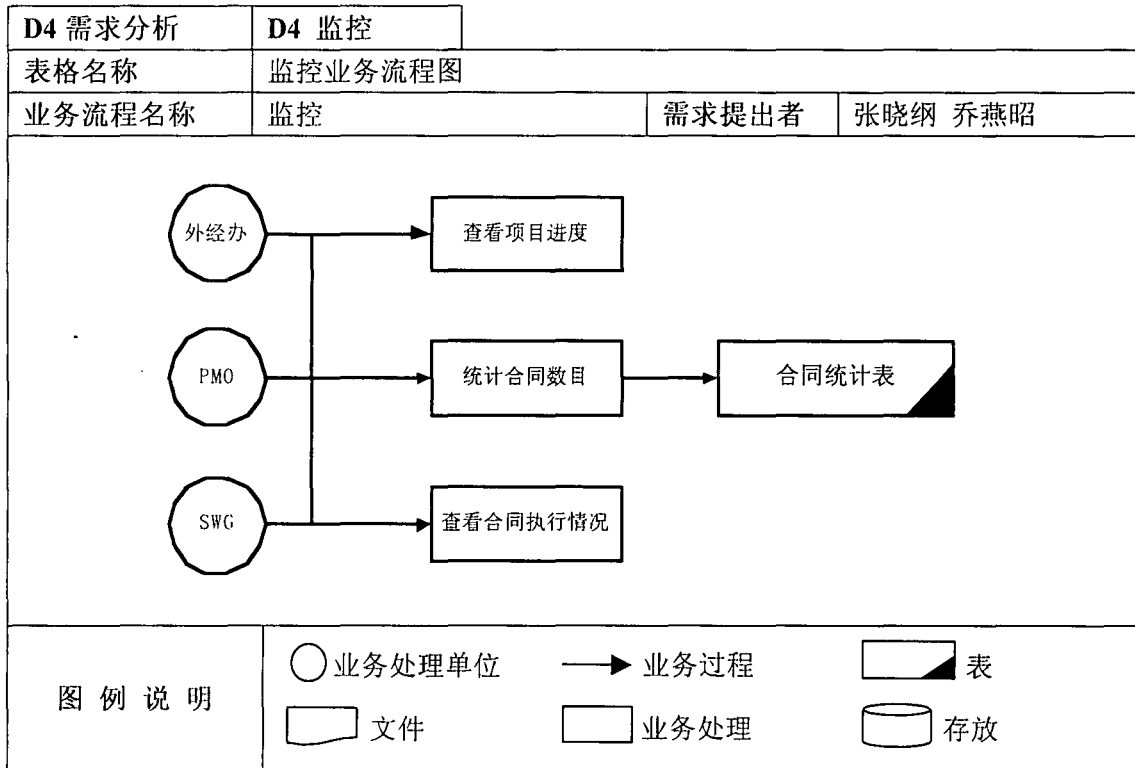 D4 需求分析 D4 监控
表格名称 监控业务流程图
业务流程名称 监控 需求提出者 张晓纲 乔燕昭
外经办 查看项目进度
PMO 统计合同数目 合同统计表
SWG 查看合同执行情况
图例说明 业务处理单位 业务过程 表
文件 业务处理 存放